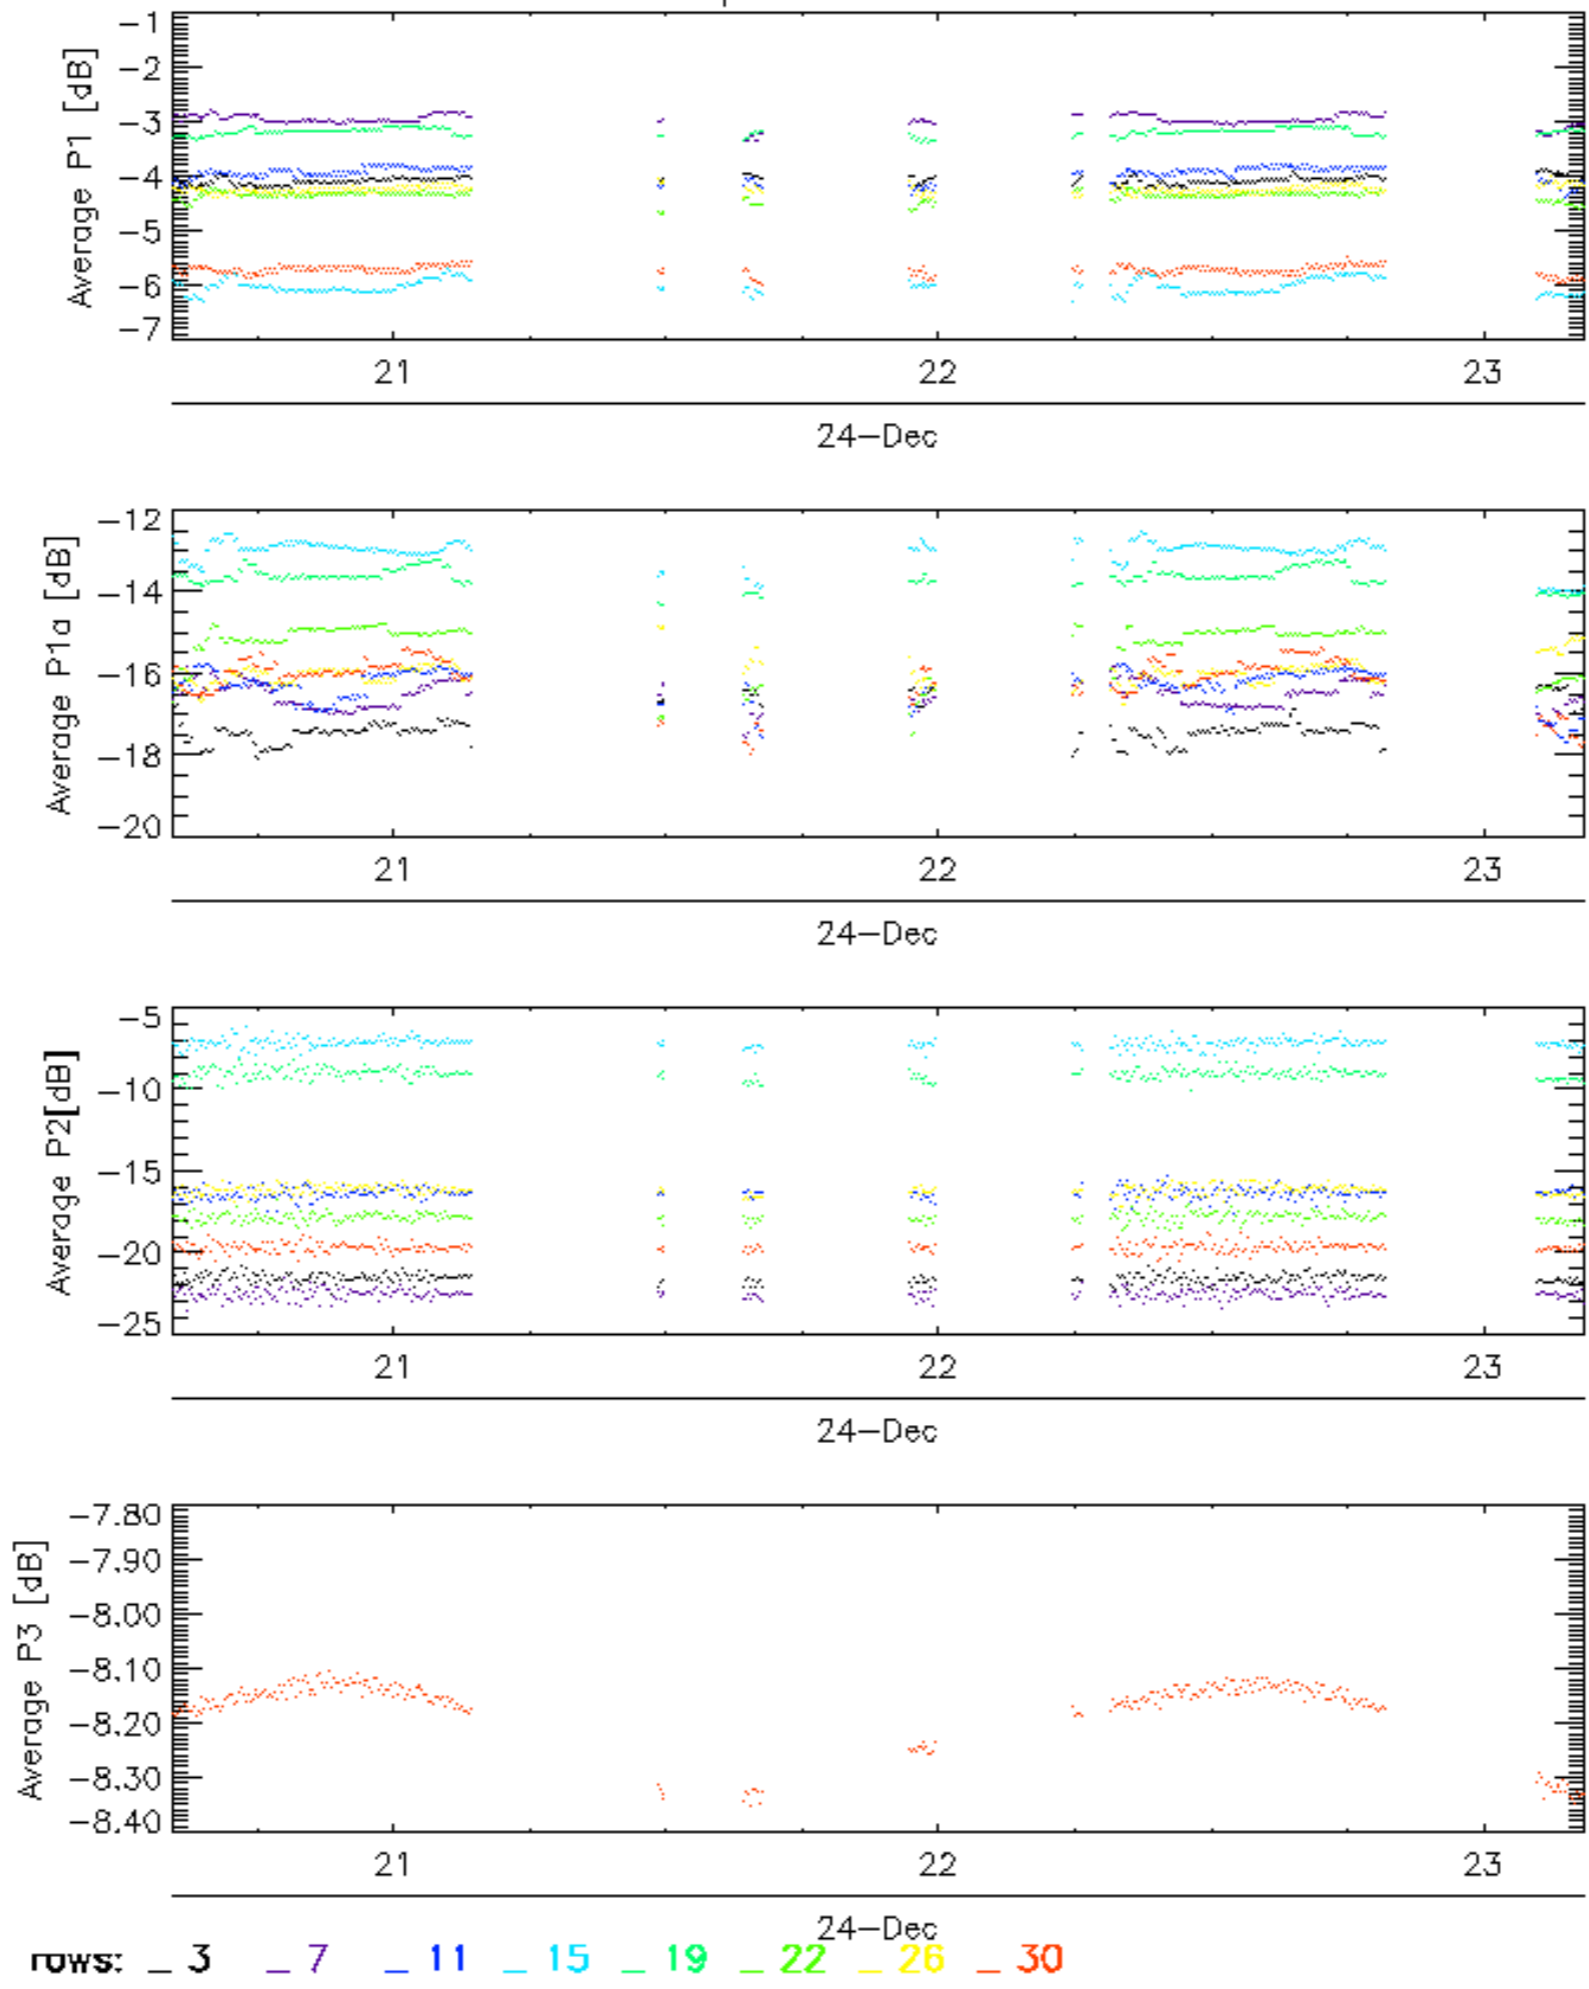 Average P1 [dB]
-1
-2
-3
-4
-5
-6
-7
21 22 23
24-Dec
Average P1a [dB]
-12
-14
-16
-18
-20
21 22 23
24-Dec
Average P2[dB]
-5
-10
-15
-20
-25
21 22 23
24-Dec
Average P3 [dB]
-7.80
-7.90
-8.00
-8.10
-8.20
-8.30
-8.40
21 22 23
24-Dec
rows: _ 3 _ 7 _ 11 _ 15 _ 19 _ 22 _ 26 _ 30